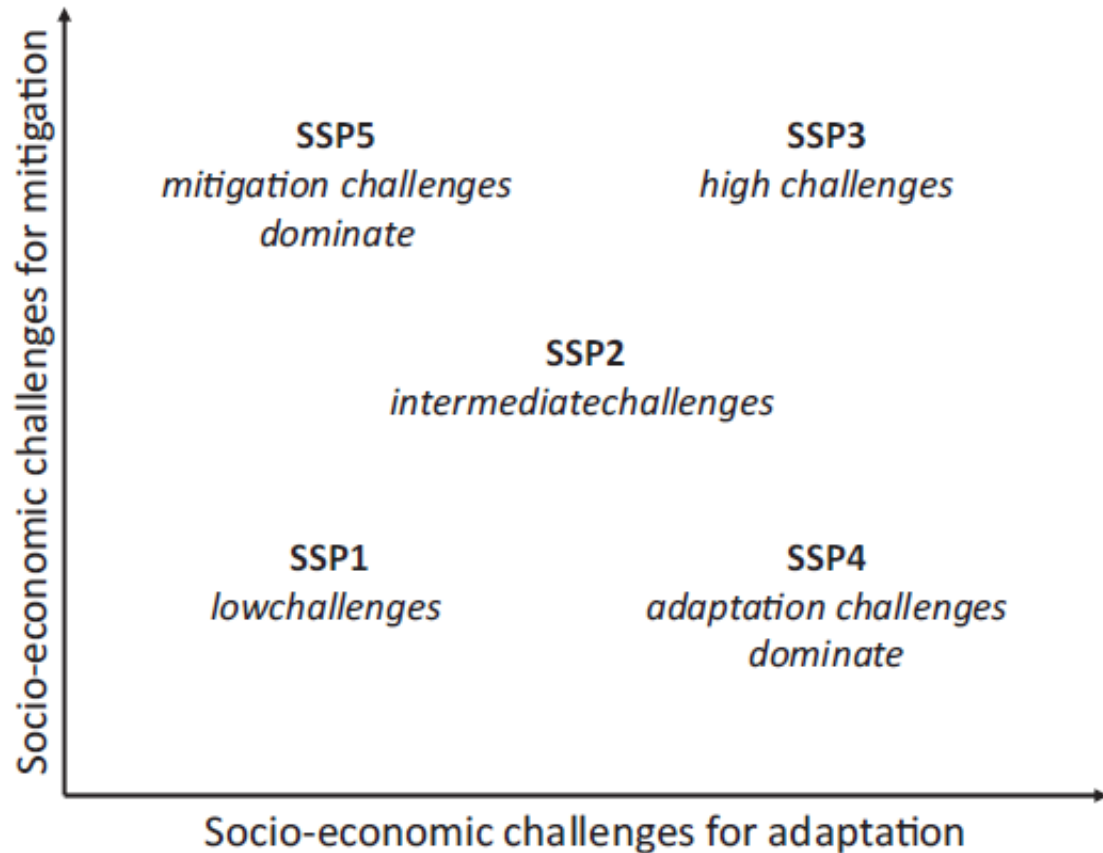 Socio-economic challenges for mitigation
SSP5
mitigation challenges
dominate
SSP3
high challenges
SSP2
intermediatechallenges
SSP1
lowchallenges
SSP4
adaptation challenges
dominate
Socio-economic challenges for adaptation